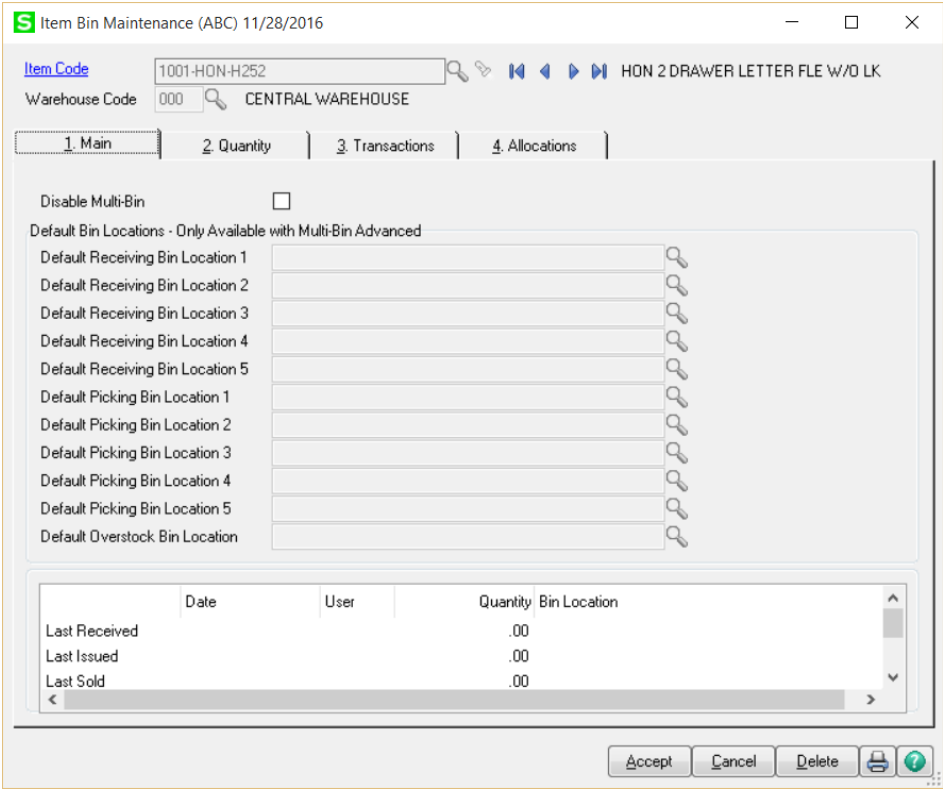 S Item Bin Maintenance (ABC) 11/28/2016
Item Code 1001-HON-H252 HON 2 DRAWER LETTER FLE W/O LK
Warehouse Code 000 CENTRAL WAREHOUSE
1. Main 2. Quantity 3. Transactions 4. Allocations
Disable Multi-Bin
Default Bin Locations - Only Available with Multi-Bin Advanced
Default Receiving Bin Location 1
Default Receiving Bin Location 2
Default Receiving Bin Location 3
Default Receiving Bin Location 4
Default Receiving Bin Location 5
Default Picking Bin Location 1
Default Picking Bin Location 2
Default Picking Bin Location 3
Default Picking Bin Location 4
Default Picking Bin Location 5
Default Overstock Bin Location
Date User Quantity Bin Location
Last Received .00
Last Issued .00
Last Sold .00
Accept Cancel Delete ?